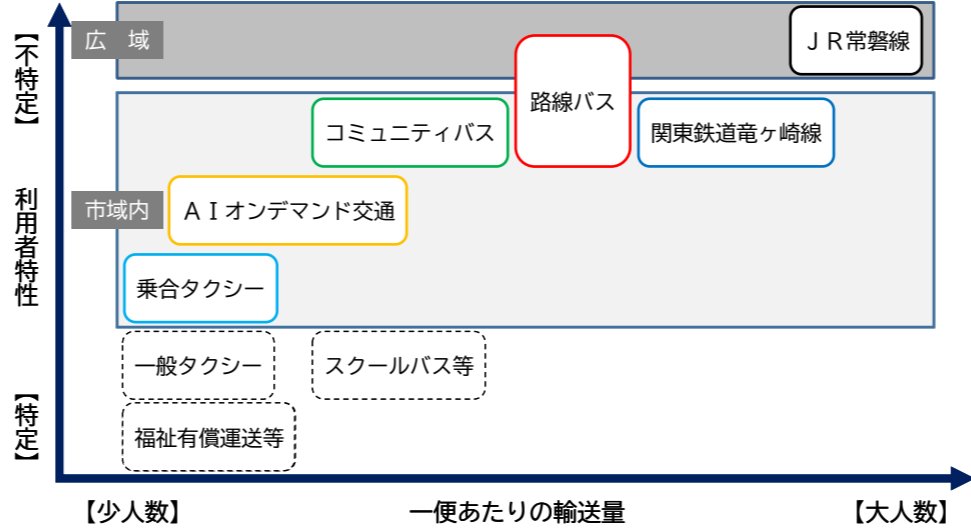 【不特定】
利用者特性
【特定】
広　域
ＪＲ常磐線
路線バス
コミュニティバス
関東鉄道竜ヶ崎線
市域内
ＡＩオンデマンド交通
乗合タクシー
一般タクシー
スクールバス等
福祉有償運送等
【少人数】
一便あたりの輸送量
【大人数】